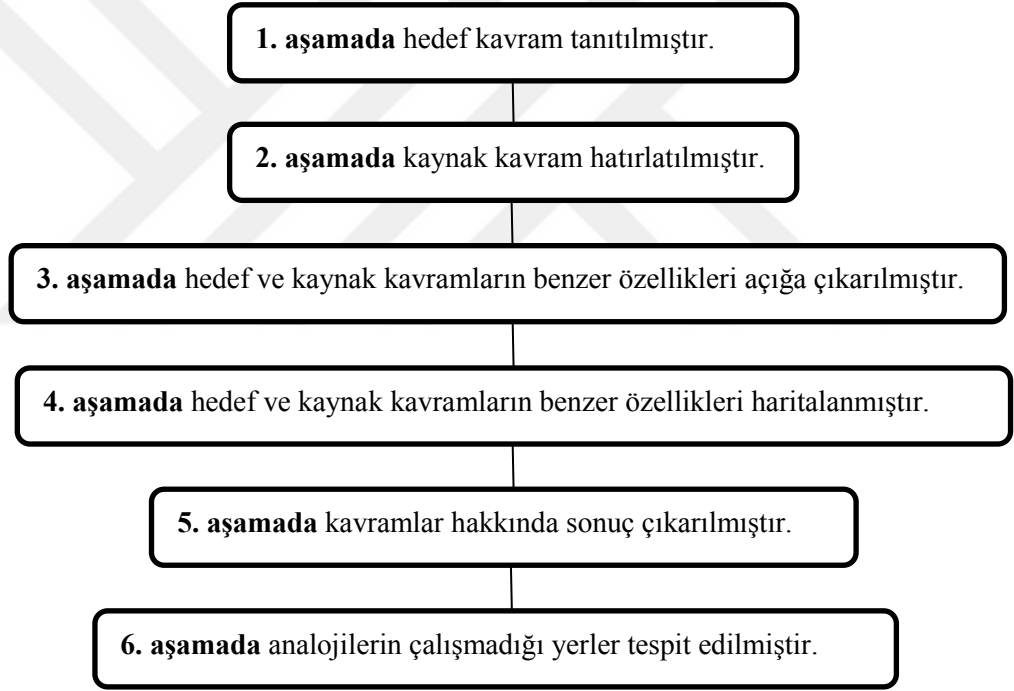 1. aşamada hedef kavram tanıtılmıştır.
2. aşamada kaynak kavram hatırlatılmıştır.
3. aşamada hedef ve kaynak kavramların benzer özellikleri açığa çıkarılmıştır.
4. aşamada hedef ve kaynak kavramların benzer özellikleri haritalanmıştır.
5. aşamada kavramlar hakkında sonuç çıkarılmıştır.
6. aşamada analojilerin çalışmadığı yerler tespit edilmiştir.